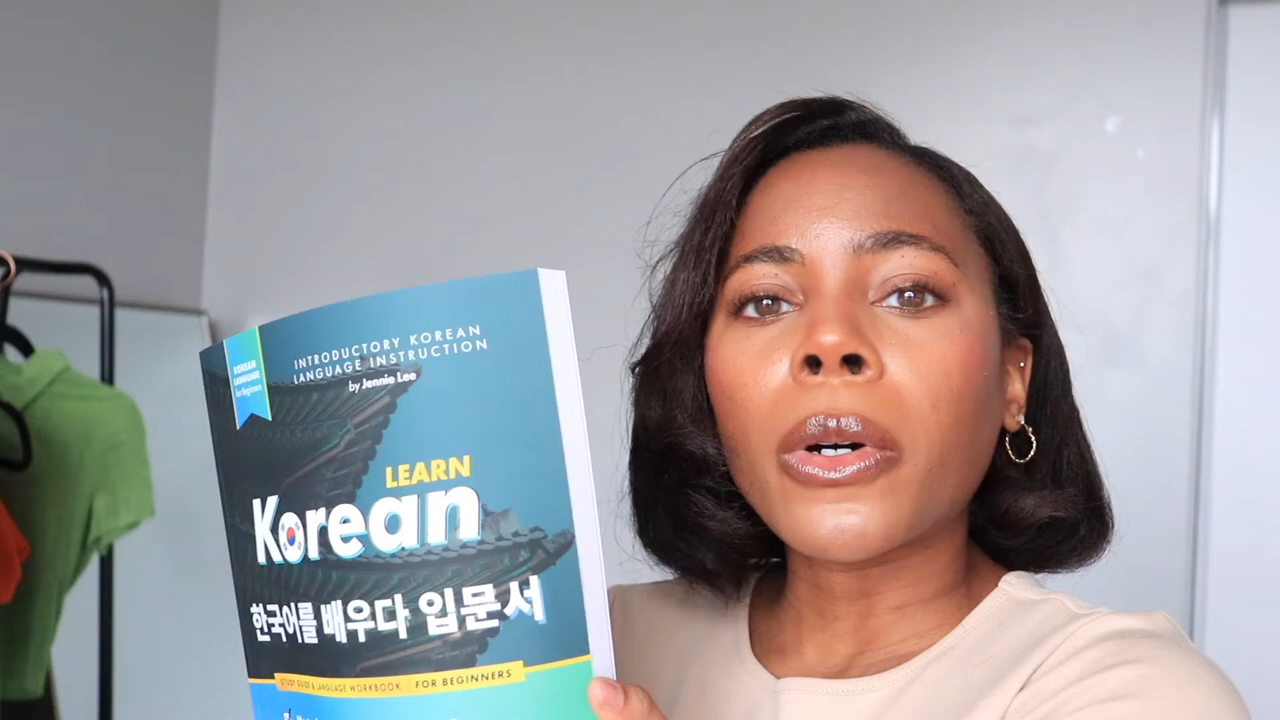 KOREAN
LANGUAGE
for Beginners
INTRODUCTORY KOREAN
LANGUAGE INSTRUCTION
by Jennie Lee
LEARN
Korean
한국어를 배우다 입문서
STUDY GUIDE & LANGUAGE WORKBOOK FOR BEGINNERS